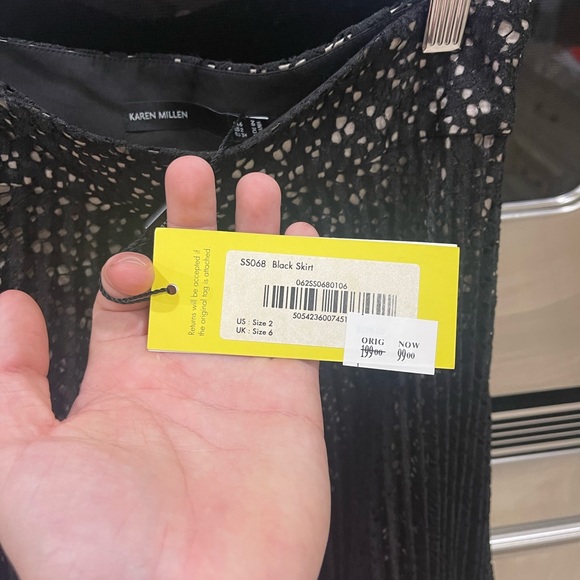 KAREN MILLEN
Returns will be accepted if
the original tag is attached
SS068 Black Skirt
062SS0680106
505423600745
US : Size 2
UK : Size 6
ORIG NOW
199.00 99.00